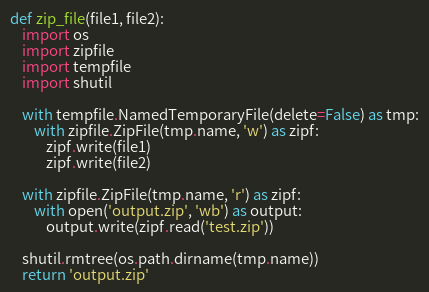 def zip_file(file1, file2):
    import os
    import zipfile
    import tempfile
    import shutil

    with tempfile.NamedTemporaryFile(delete=False) as tmp:
        with zipfile.ZipFile(tmp.name, 'w') as zipf:
            zipf.write(file1)
            zipf.write(file2)

    with zipfile.ZipFile(tmp.name, 'r') as zipf:
        with open('output.zip', 'wb') as output:
            output.write(zipf.read('test.zip'))

    shutil.rmtree(os.path.dirname(tmp.name))
    return 'output.zip'